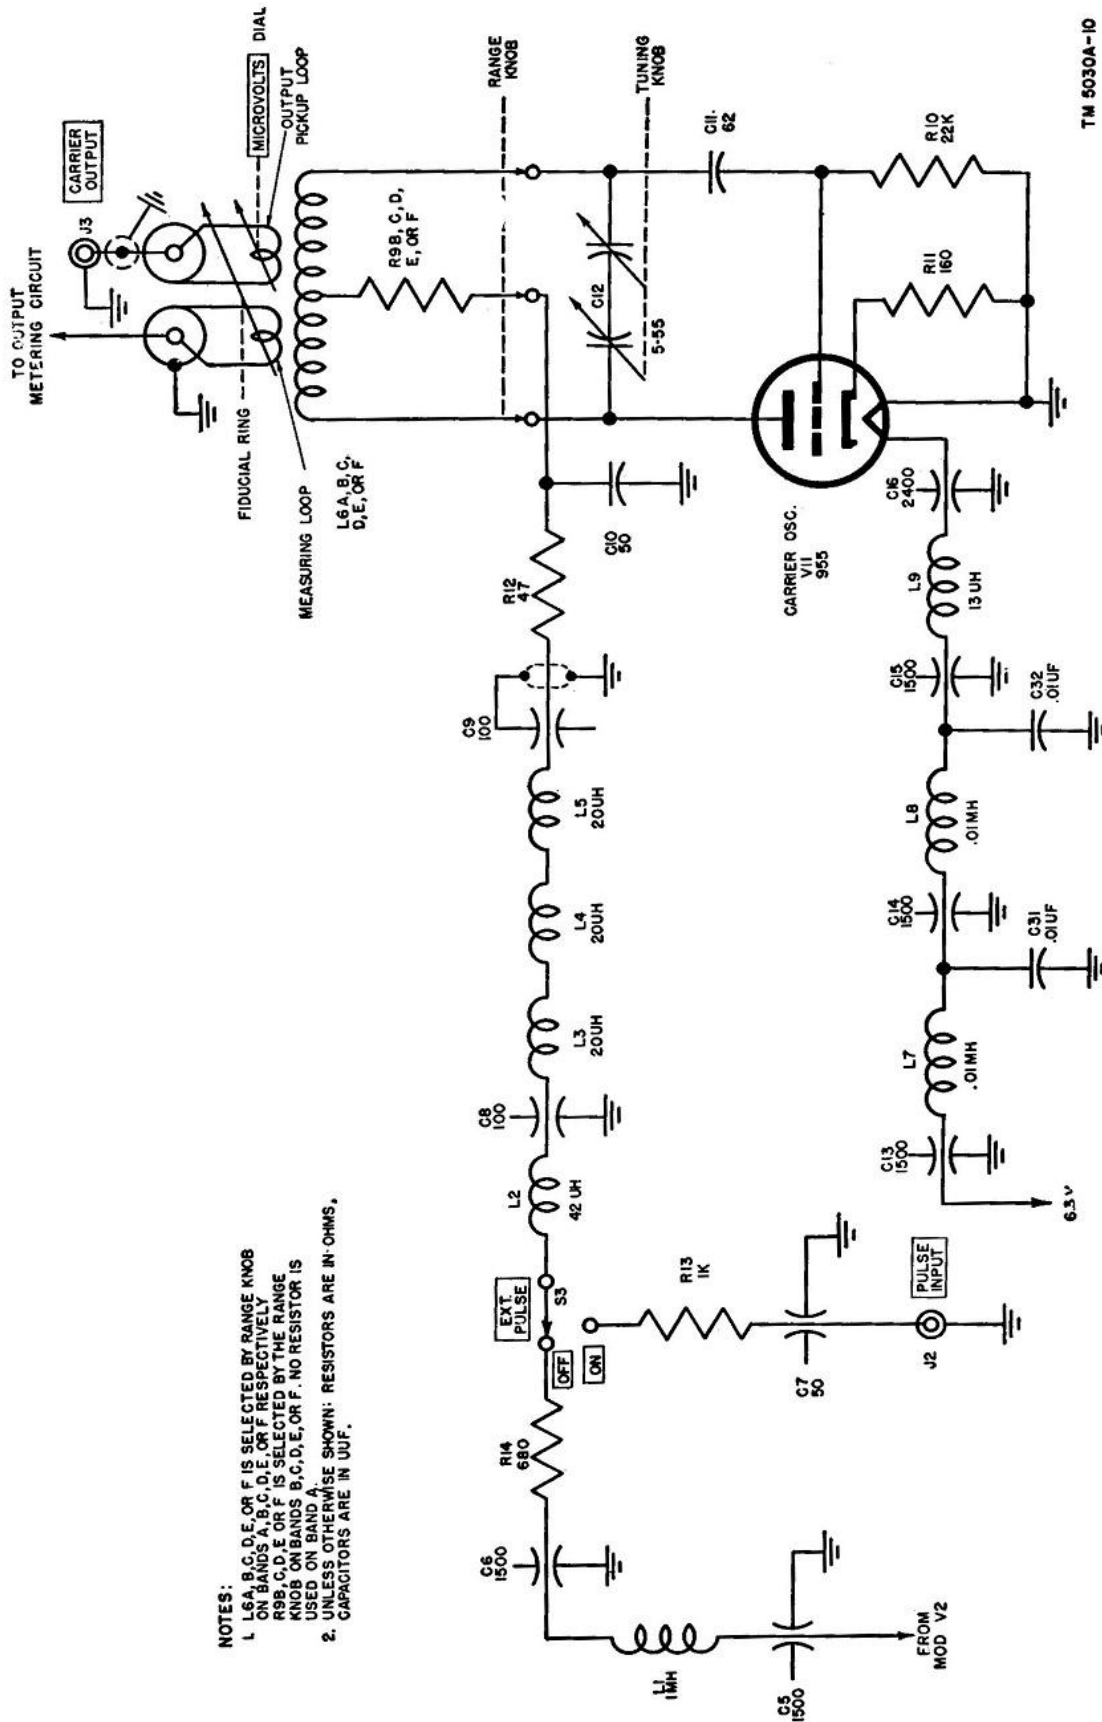 TO OUTPUT
METERING CIRCUIT
CARRIER
OUTPUT
J3
FIDUCIAL RING
MICROVOLTS DIAL
OUTPUT
PICKUP LOOP
MEASURING LOOP
L6 A, B, C,
D, E, OR F
R9B, C, D,
E, OR F
RANGE
KNOB
TUNING
KNOB
C12
5-55
C11.
62
C10
50
R12
47
C9
100
L5
20UH
L4
20UH
L3
20UH
C8
100
L2
42 UH
EXT.
PULSE
S3
OFF
ON
R14
680
C6
1500
L1
1MH
C5
1500
FROM
MOD V2
R13
1K
C7
50
J2
PULSE
INPUT
CARRIER OSC.
V11
955
R10
22K
R11
160
C16
2400
L9
13 UH
C15
1500
C32
.01UF
L8
.01MH
C14
1500
C31
.01UF
L7
.01MH
C13
1500
6.3 V
NOTES:
1. L6A, B, C, D, E, OR F IS SELECTED BY RANGE KNOB
ON BANDS A, B, C, D, E, OR F RESPECTIVELY
R9B, C, D, E OR F IS SELECTED BY THE RANGE
KNOB ON BANDS B, C, D, E, OR F. NO RESISTOR IS
USED ON BAND A.
2. UNLESS OTHERWISE SHOWN: RESISTORS ARE IN OHMS,
CAPACITORS ARE IN UUF.
TM 5030A-10